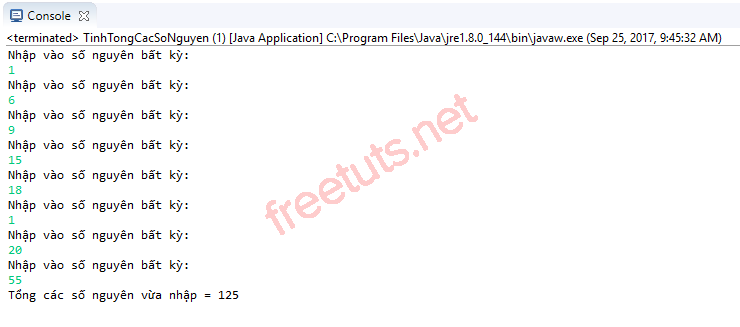 Console
<terminated> TinhTongCacSoNguyen (1) [Java Application] C:\Program Files\Java\jre1.8.0_144\bin\javaw.exe (Sep 25, 2017, 9:45:32 AM)
Nhập vào số nguyên bất kỳ:
1
Nhập vào số nguyên bất kỳ:
6
Nhập vào số nguyên bất kỳ:
9
Nhập vào số nguyên bất kỳ:
15
Nhập vào số nguyên bất kỳ:
18
Nhập vào số nguyên bất kỳ:
1
Nhập vào số nguyên bất kỳ:
20
Nhập vào số nguyên bất kỳ:
55
Tổng các số nguyên vừa nhập = 125
freetuts.net